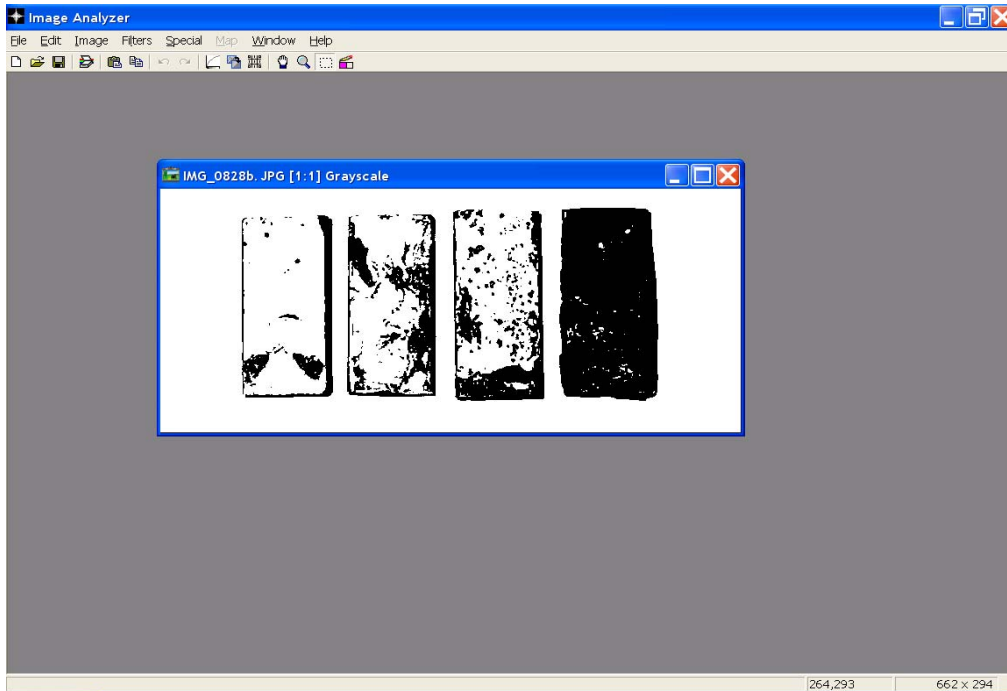 Image Analyzer
File Edit Image Filters Special Map Window Help
IMG_0828b.JPG [1:1] Grayscale
264,293 662 x 294